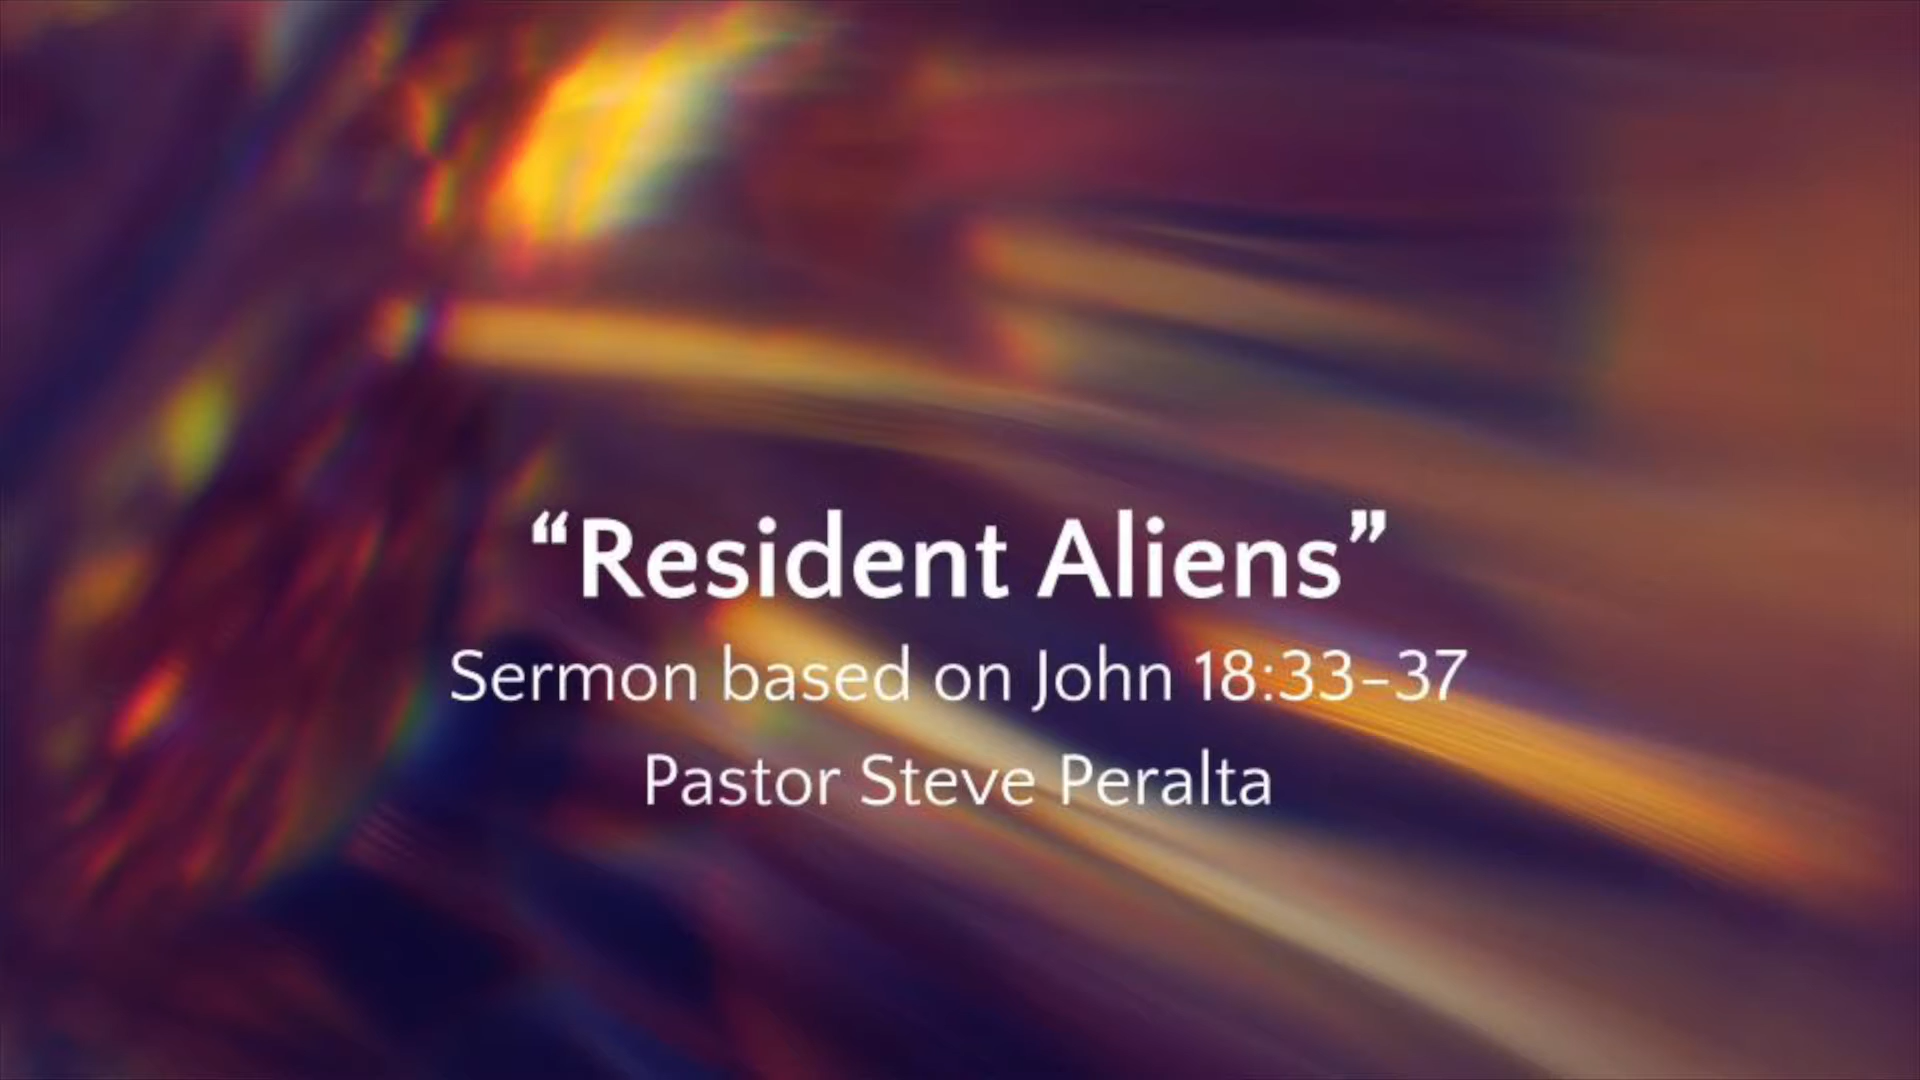 “Resident Aliens”
Sermon based on John 18:33-37
Pastor Steve Peralta